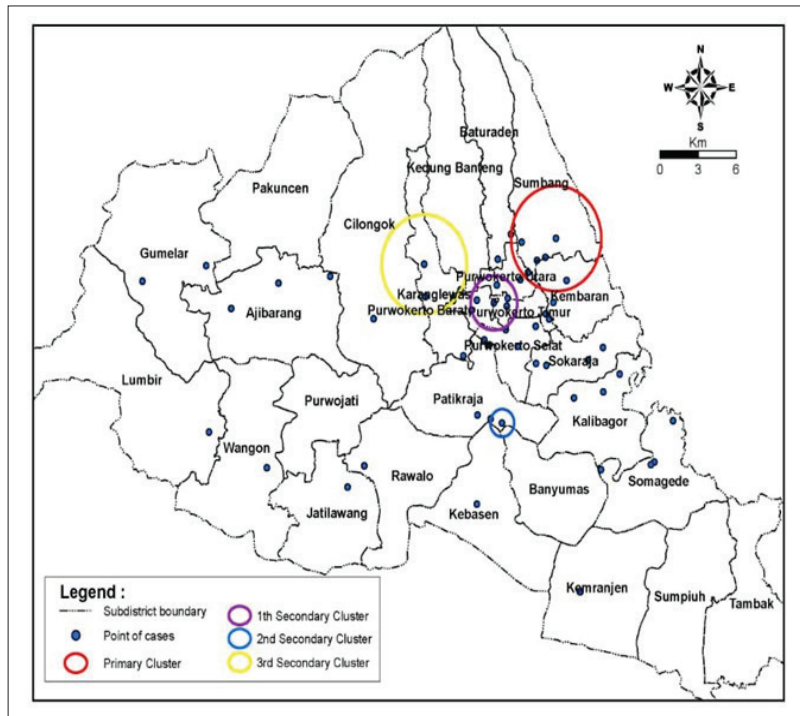 N
W E
S
Km
0 3 6
Baturaden
Kedung Banteng
Sumbang
Pakuncen
Cilongok
Gumelar
Purwokerto Utara
Karanglewas
Kembaran
Ajibarang
Purwokerto Barat
Purwokerto Timur
Purwokerto Selat
Sokaraja
Lumbir
Purwojati
Patikraja
Kalibagor
Wangon
Rawalo
Banyumas
Somagede
Jatilawang
Kebasen
Kemranjen
Sumpiuh
Tambak
Legend :
Subdistrict boundary
Point of cases
Primary Cluster
1th Secondary Cluster
2nd Secondary Cluster
3rd Secondary Cluster